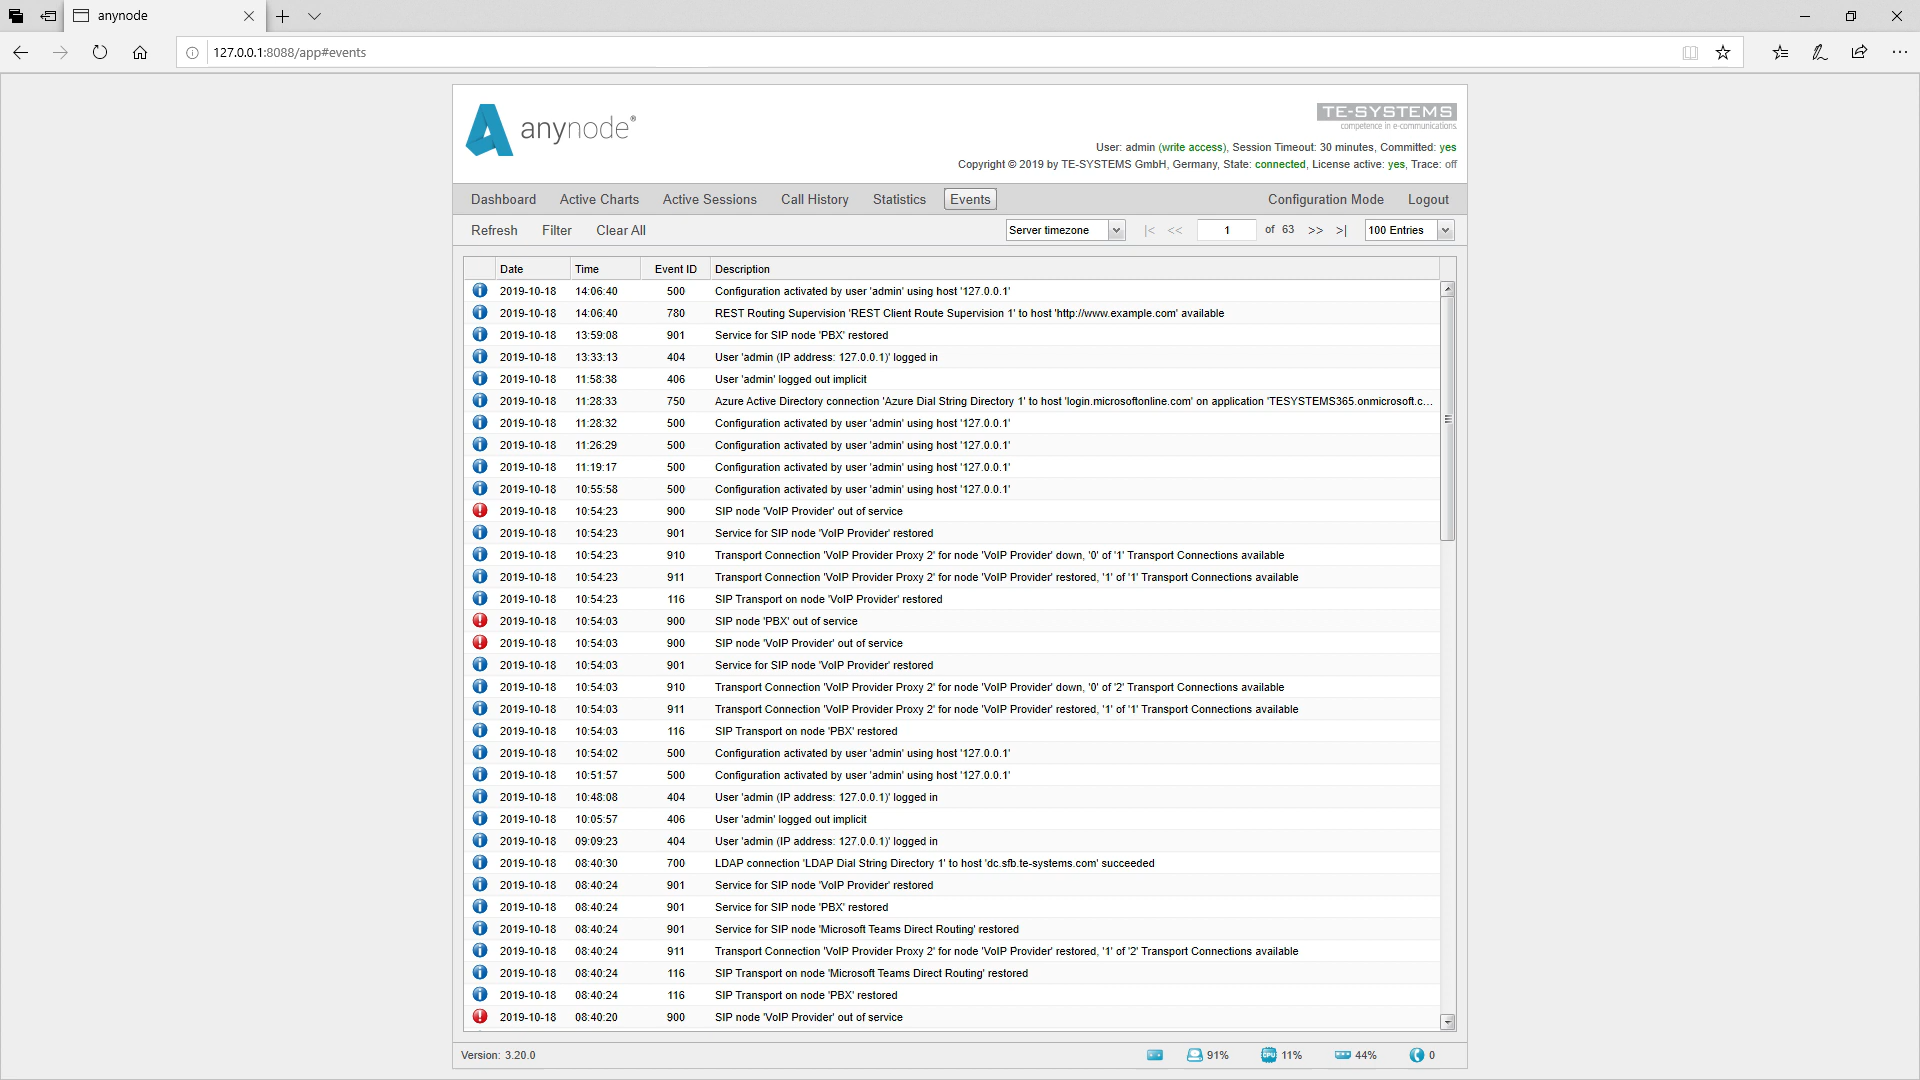 anynode
127.0.0.1:8088/app#events
anynode®
TE-SYSTEMS
competence in e-communications.
User: admin (write access), Session Timeout: 30 minutes, Committed: yes
Copyright © 2019 by TE-SYSTEMS GmbH, Germany, State: connected, License active: yes, Trace: off
Dashboard Active Charts Active Sessions Call History Statistics Events Configuration Mode Logout
Refresh Filter Clear All Server timezone |< << 1 of 63 >> >| 100 Entries
Date Time Event ID Description
2019-10-18 14:06:40 500 Configuration activated by user 'admin' using host '127.0.0.1'
2019-10-18 14:06:40 780 REST Routing Supervision 'REST Client Route Supervision 1' to host 'http://www.example.com' available
2019-10-18 13:59:08 901 Service for SIP node 'PBX' restored
2019-10-18 13:33:13 404 User 'admin (IP address: 127.0.0.1)' logged in
2019-10-18 11:58:38 406 User 'admin' logged out implicit
2019-10-18 11:28:33 750 Azure Active Directory connection 'Azure Dial String Directory 1' to host 'login.microsoftonline.com' on application 'TESYSTEMS365.onmicrosoft.c...
2019-10-18 11:28:32 500 Configuration activated by user 'admin' using host '127.0.0.1'
2019-10-18 11:26:29 500 Configuration activated by user 'admin' using host '127.0.0.1'
2019-10-18 11:19:17 500 Configuration activated by user 'admin' using host '127.0.0.1'
2019-10-18 10:55:58 500 Configuration activated by user 'admin' using host '127.0.0.1'
2019-10-18 10:54:23 900 SIP node 'VoIP Provider' out of service
2019-10-18 10:54:23 901 Service for SIP node 'VoIP Provider' restored
2019-10-18 10:54:23 910 Transport Connection 'VoIP Provider Proxy 2' for node 'VoIP Provider' down, '0' of '1' Transport Connections available
2019-10-18 10:54:23 911 Transport Connection 'VoIP Provider Proxy 2' for node 'VoIP Provider' restored, '1' of '1' Transport Connections available
2019-10-18 10:54:23 116 SIP Transport on node 'VoIP Provider' restored
2019-10-18 10:54:03 900 SIP node 'PBX' out of service
2019-10-18 10:54:03 900 SIP node 'VoIP Provider' out of service
2019-10-18 10:54:03 901 Service for SIP node 'VoIP Provider' restored
2019-10-18 10:54:03 910 Transport Connection 'VoIP Provider Proxy 2' for node 'VoIP Provider' down, '0' of '2' Transport Connections available
2019-10-18 10:54:03 911 Transport Connection 'VoIP Provider Proxy 2' for node 'VoIP Provider' restored, '1' of '1' Transport Connections available
2019-10-18 10:54:03 116 SIP Transport on node 'PBX' restored
2019-10-18 10:54:02 500 Configuration activated by user 'admin' using host '127.0.0.1'
2019-10-18 10:51:57 500 Configuration activated by user 'admin' using host '127.0.0.1'
2019-10-18 10:48:08 404 User 'admin (IP address: 127.0.0.1)' logged in
2019-10-18 10:05:57 406 User 'admin' logged out implicit
2019-10-18 09:09:23 404 User 'admin (IP address: 127.0.0.1)' logged in
2019-10-18 08:40:30 700 LDAP connection 'LDAP Dial String Directory 1' to host 'dc.sfb.te-systems.com' succeeded
2019-10-18 08:40:24 901 Service for SIP node 'VoIP Provider' restored
2019-10-18 08:40:24 901 Service for SIP node 'PBX' restored
2019-10-18 08:40:24 901 Service for SIP node 'Microsoft Teams Direct Routing' restored
2019-10-18 08:40:24 911 Transport Connection 'VoIP Provider Proxy 2' for node 'VoIP Provider' restored, '1' of '2' Transport Connections available
2019-10-18 08:40:24 116 SIP Transport on node 'Microsoft Teams Direct Routing' restored
2019-10-18 08:40:24 116 SIP Transport on node 'PBX' restored
2019-10-18 08:40:20 900 SIP node 'VoIP Provider' out of service
Version: 3.20.0 91% CPU 11% 44% 0